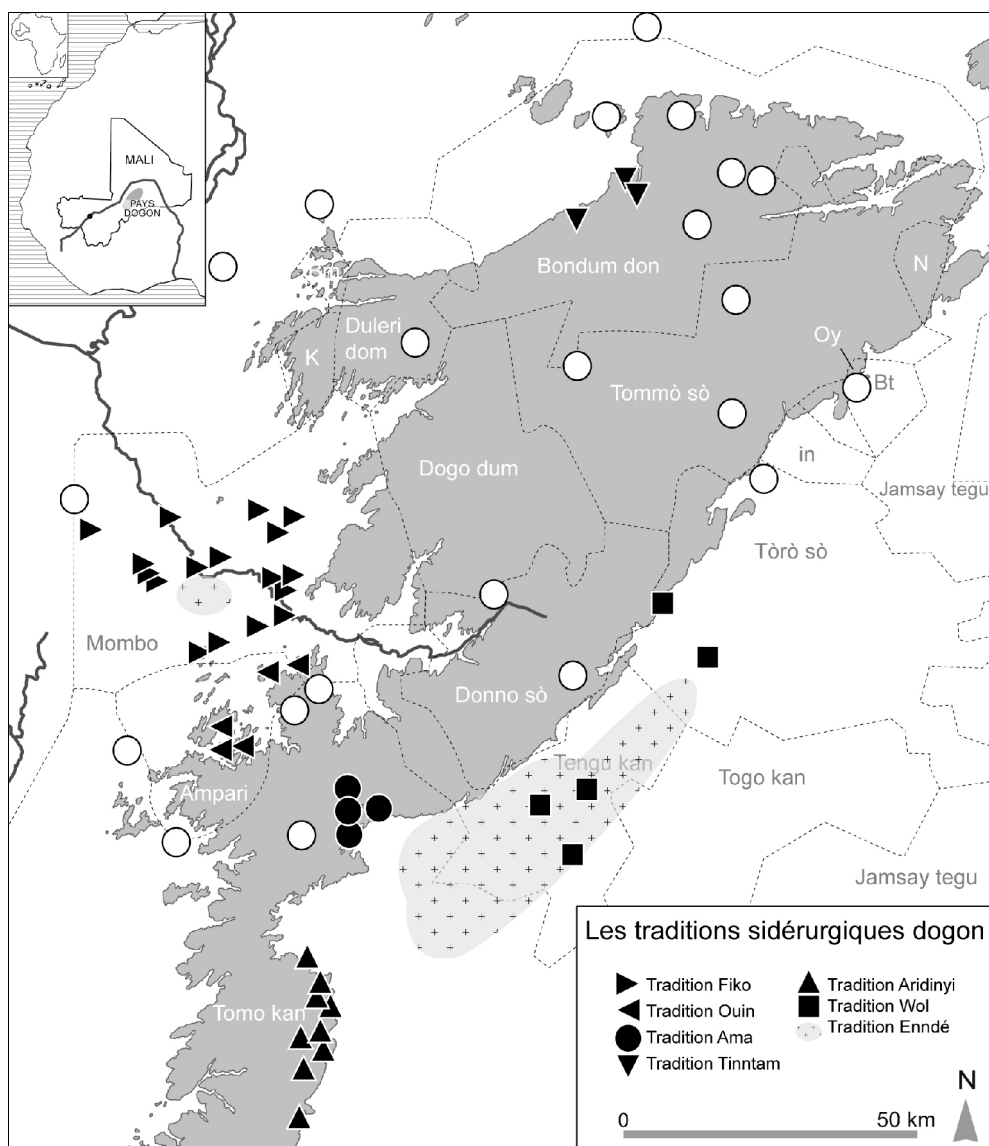 MALI
PAYS
DOGON
Bondum don
N
Duleri
dom
K
Oy
Bt
Tommò sò
Dogo dum
in
Jamsay tegu
Tòrò sò
Mombo
Donno sò
Tengu kan
Togo kan
Ampari
Jamsay tegu
Tomo kan
Les traditions sidérurgiques dogon
Tradition Fiko
Tradition Ouin
Tradition Ama
Tradition Tinntam
Tradition Aridinyi
Tradition Wol
Tradition Enndé
N
0 50 km